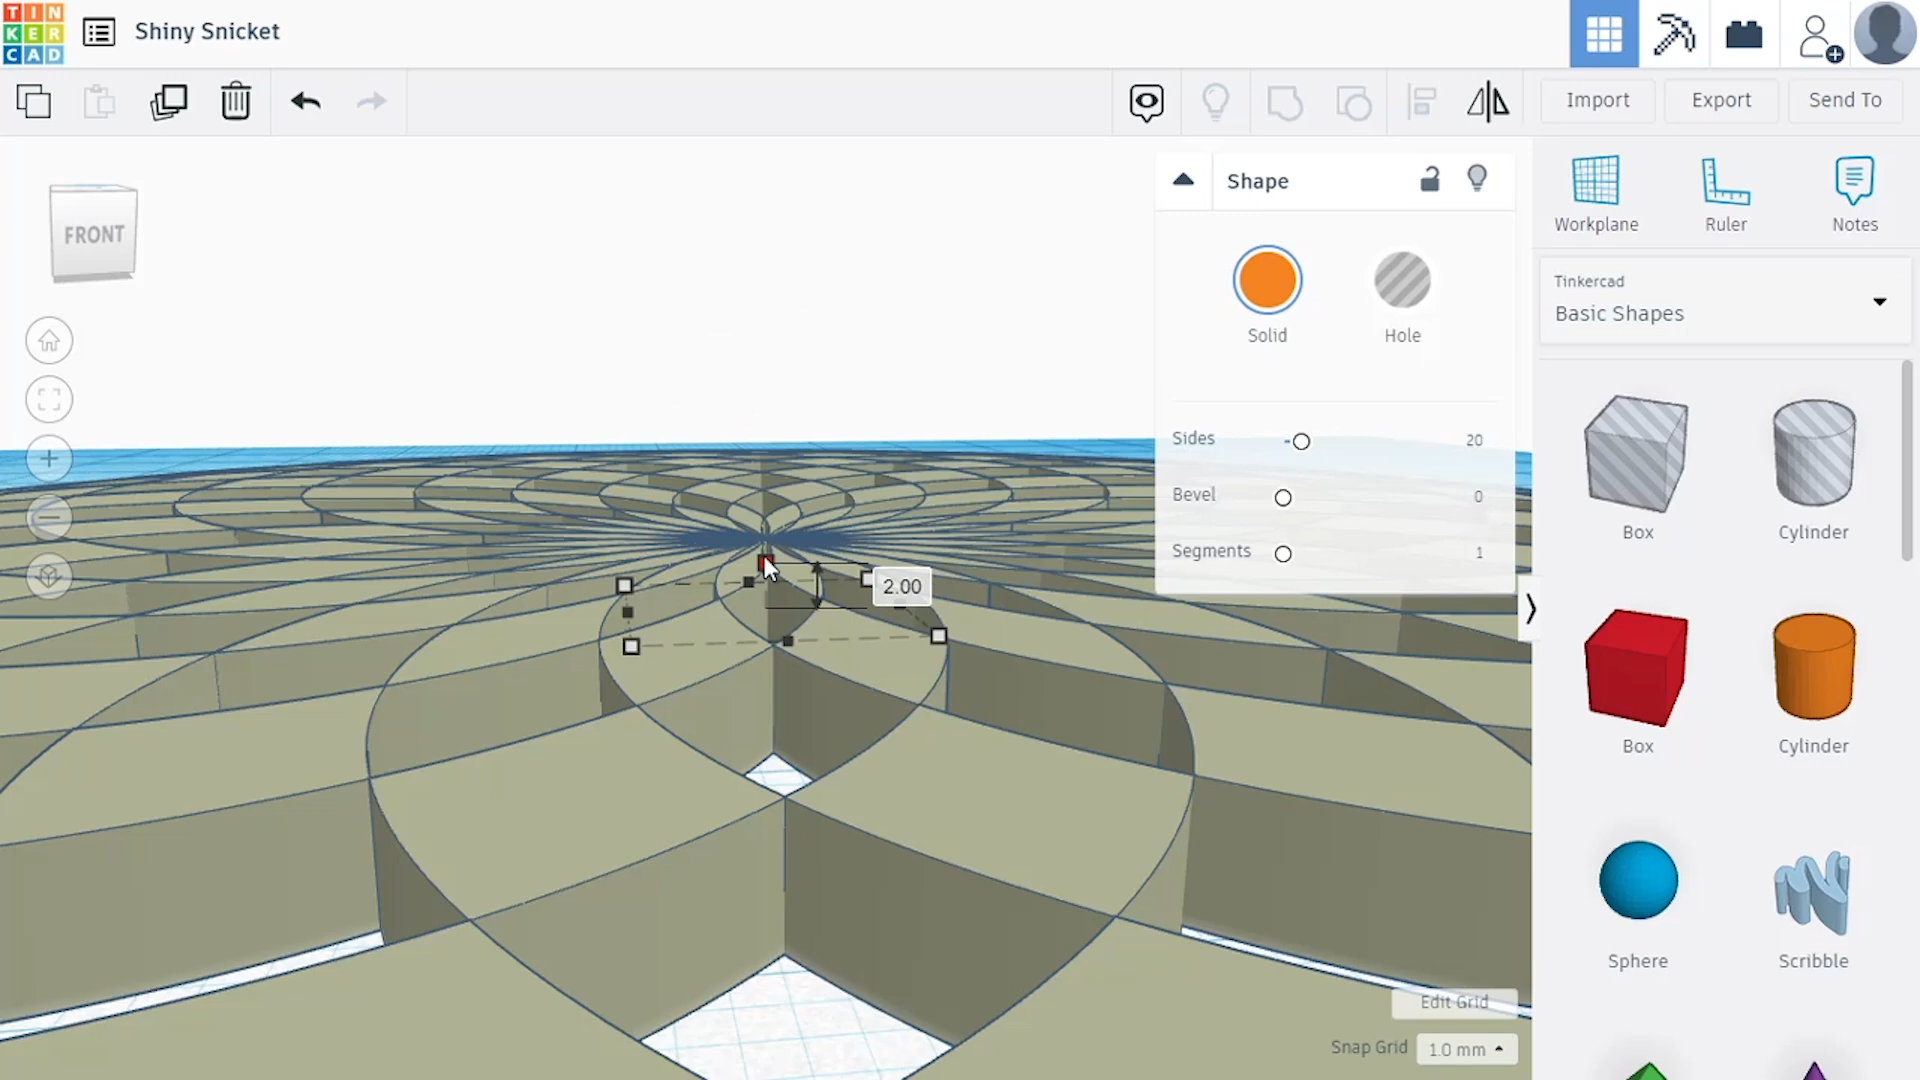 TIN
KER
CAD
Shiny Snicket
Import
Export
Send To
FRONT
Shape
Solid
Hole
Sides
20
Bevel
0
Segments
1
2.00
Workplane
Ruler
Notes
Tinkercad
Basic Shapes
Box
Cylinder
Box
Cylinder
Sphere
Scribble
Edit Grid
Snap Grid
1.0 mm